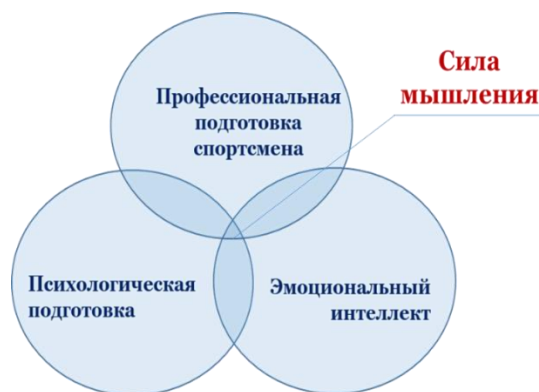 Сила
мышления
Профессиональная
подготовка
спортсмена
Психологическая
подготовка
Эмоциональный
интеллект